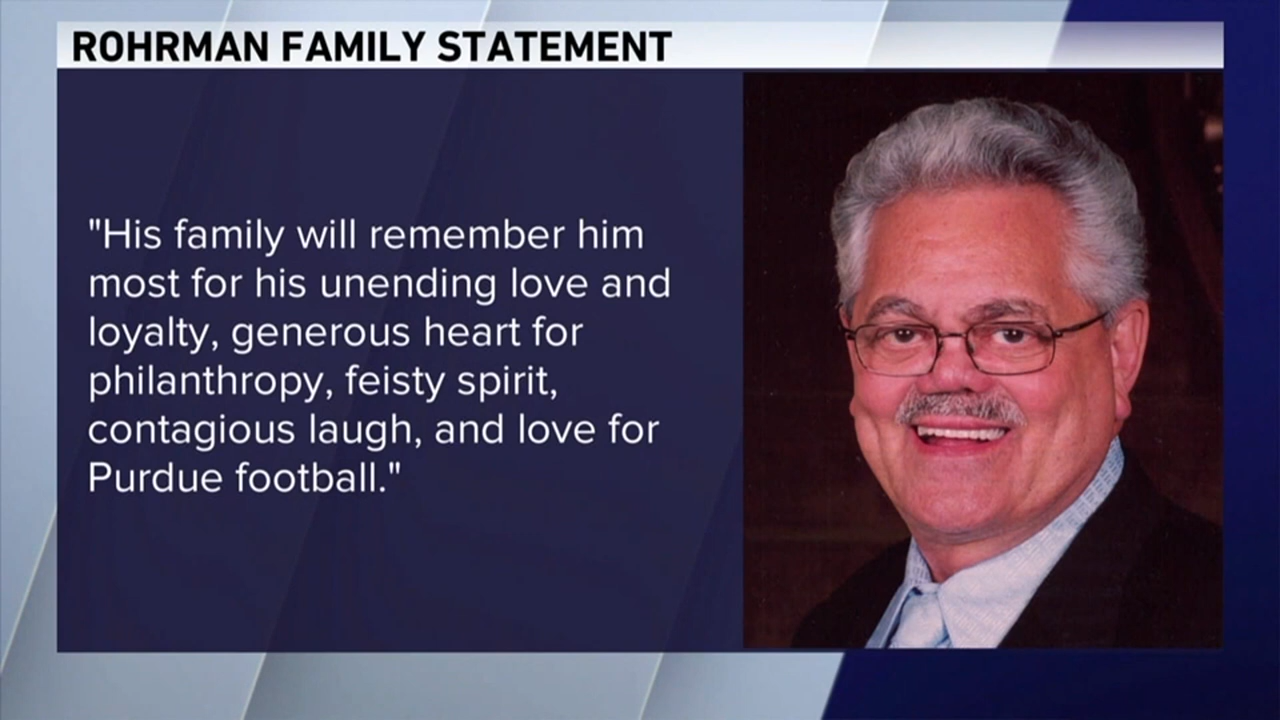 ROHRMAN FAMILY STATEMENT
"His family will remember him
most for his unending love and
loyalty, generous heart for
philanthropy, feisty spirit,
contagious laugh, and love for
Purdue football."